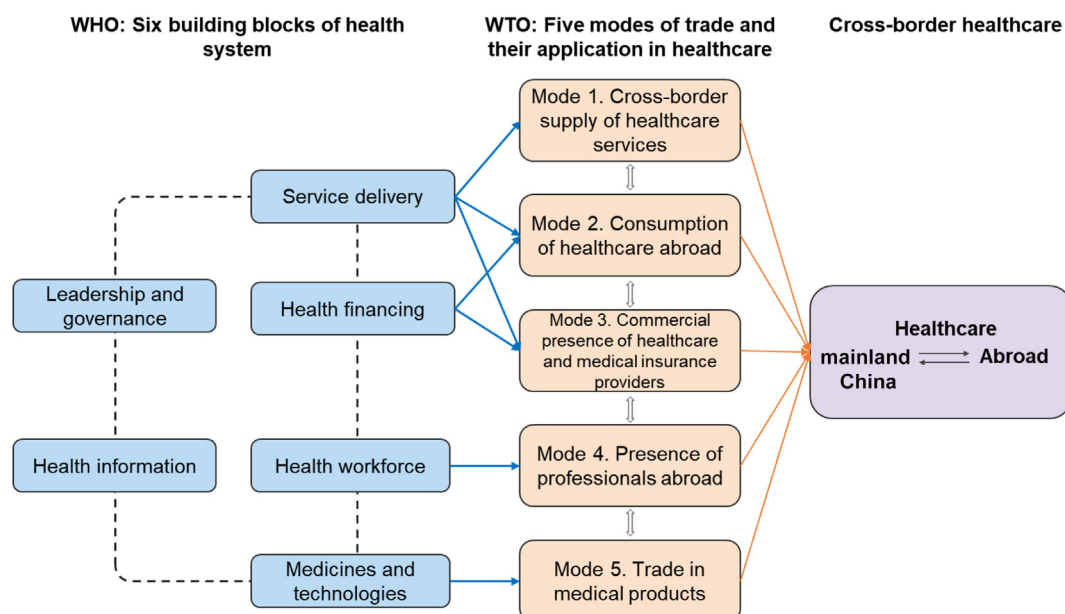 WHO: Six building blocks of health
system
WTO: Five modes of trade and
their application in healthcare
Cross-border healthcare
Leadership and
governance
Health information
Service delivery
Health financing
Health workforce
Medicines and
technologies
Mode 1. Cross-border
supply of healthcare
services
Mode 2. Consumption
of healthcare abroad
Mode 3. Commercial
presence of healthcare
and medical insurance
providers
Mode 4. Presence of
professionals abroad
Mode 5. Trade in
medical products
Healthcare
mainland Abroad
China